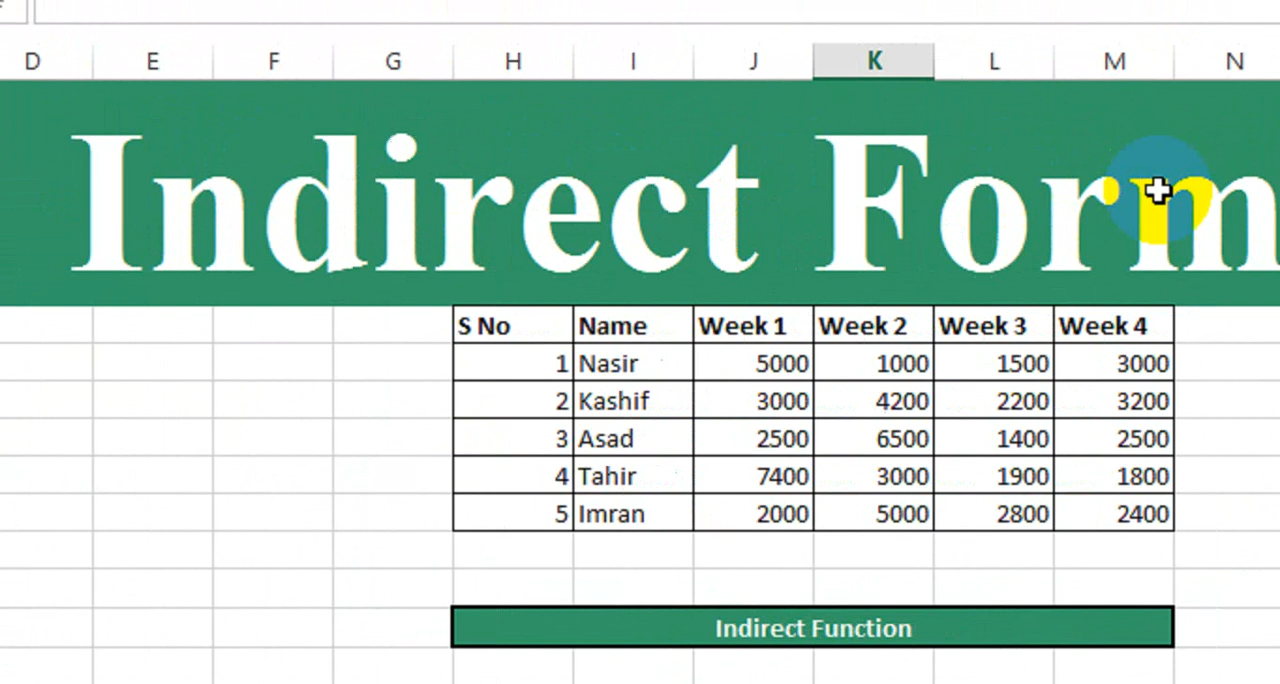 D E F G H I J K L M N
Indirect Form
S No Name Week 1 Week 2 Week 3 Week 4
1 Nasir 5000 1000 1500 3000
2 Kashif 3000 4200 2200 3200
3 Asad 2500 6500 1400 2500
4 Tahir 7400 3000 1900 1800
5 Imran 2000 5000 2800 2400
Indirect Function